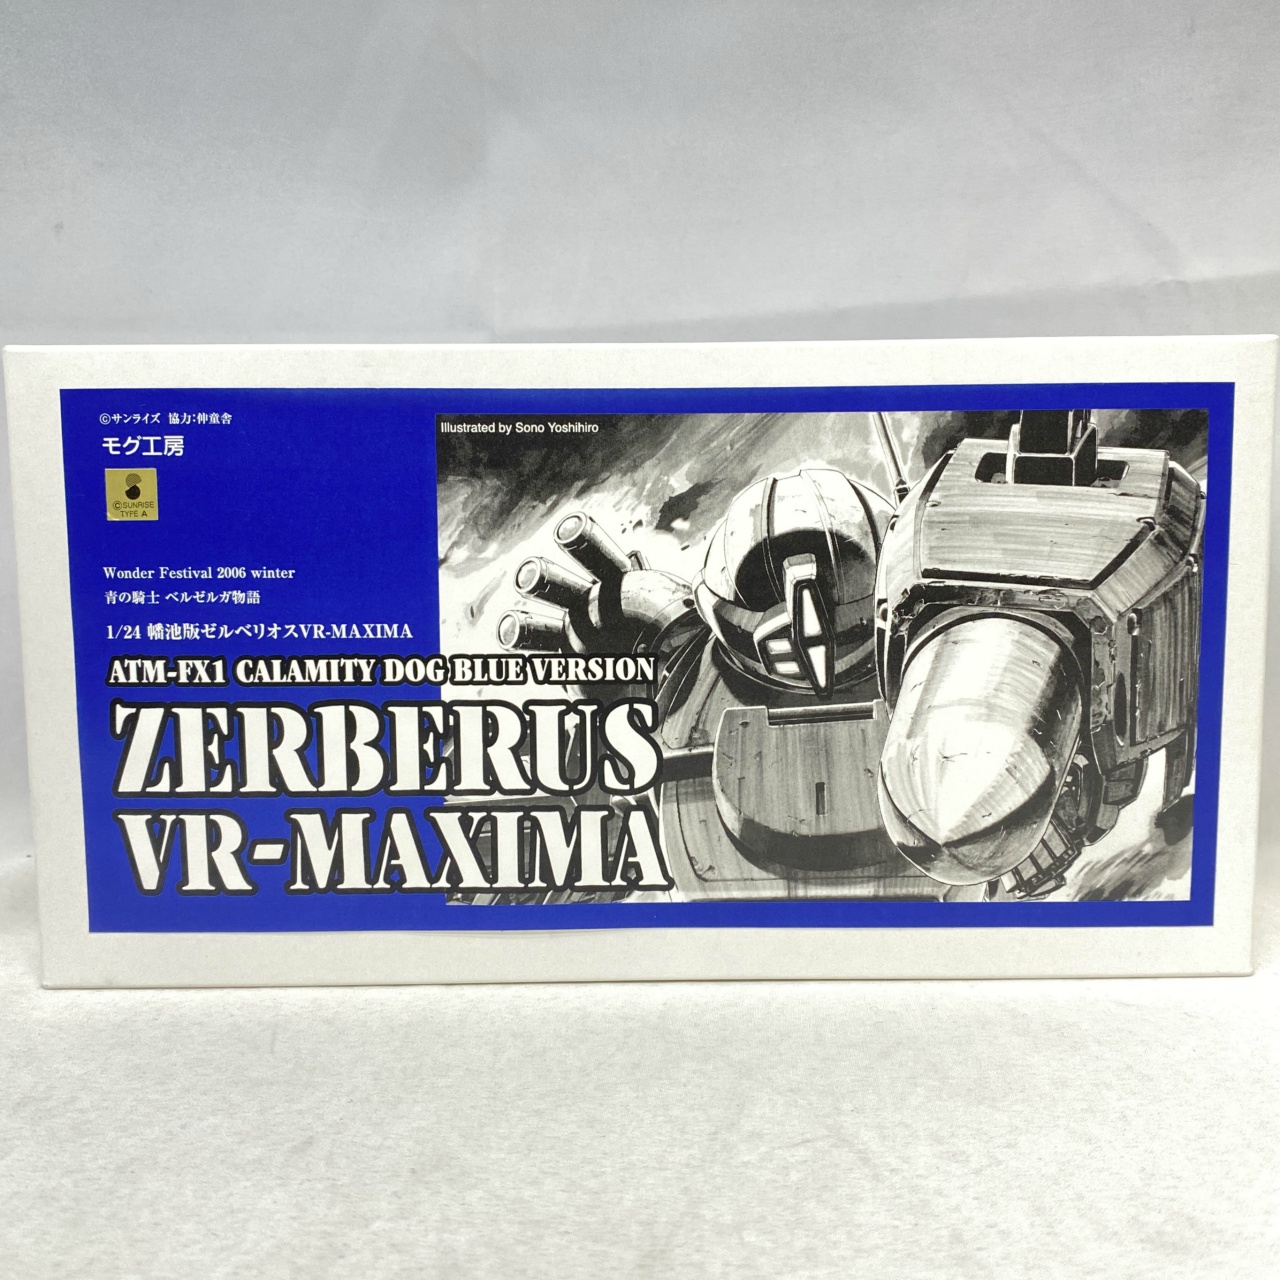 ©サンライズ 協力:伸童舎
モグ工房
©SUNRISE
TYPE A
Illustrated by Sono Yoshihiro
Wonder Festival 2006 winter
青の騎士 ベルゼルガ物語
1/24 幡池版ゼルベリオスVR-MAXIMA
ATM-FX1 CALAMITY DOG BLUE VERSION
ZERBERUS
VR-MAXIMA